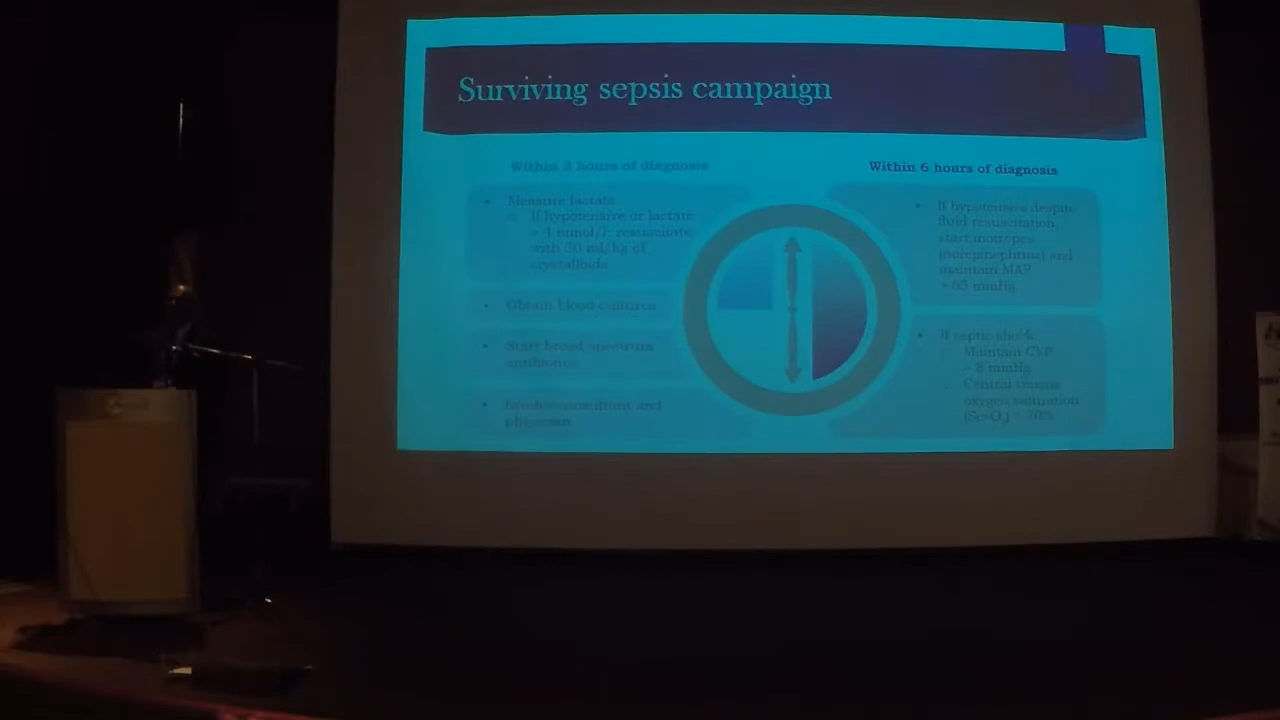 Surviving sepsis campaign
Within 3 hours of diagnosis
Measure lactate
If hypotensive or lactate
> 4 mmol/l: resuscitate
with 30 ml/kg of
crystalloids
Obtain blood cultures
Start broad spectrum
antibiotics
Involve consultant and
physician
Within 6 hours of diagnosis
If hypotensive despite
fluid resuscitation,
start inotropes
(norepinephrine) and
maintain MAP
> 65 mmHg
If septic shock
Maintain CVP
> 8 mmHg
Central venous
oxygen saturation
(ScvO₂) > 70%